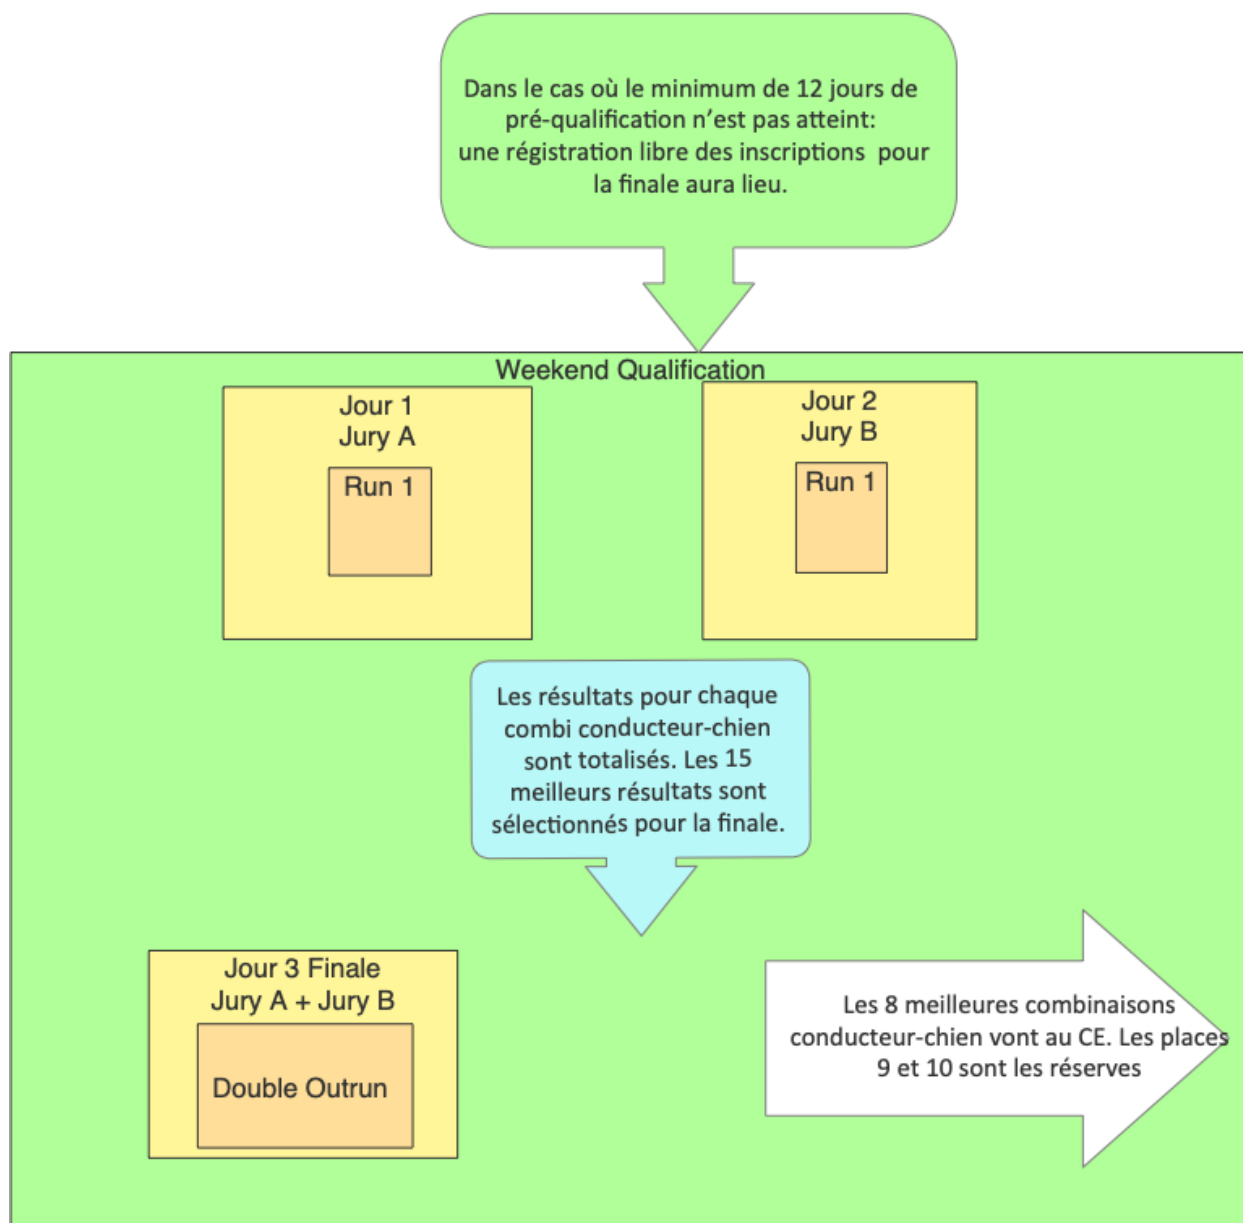 Dans le cas où le minimum de 12 jours de
pré-qualification n’est pas atteint:
une régistration libre des inscriptions  pour
la finale aura lieu.
Weekend Qualification
Jour 1
Jury A
Run 1
Jour 2
Jury B
Run 1
Les résultats pour chaque
combi conducteur-chien
sont totalisés. Les 15
meilleurs résultats sont
sélectionnés pour la finale.
Jour 3 Finale
Jury A + Jury B
Double Outrun
Les 8 meilleures combinaisons
conducteur-chien vont au CE. Les places
9 et 10 sont les réserves